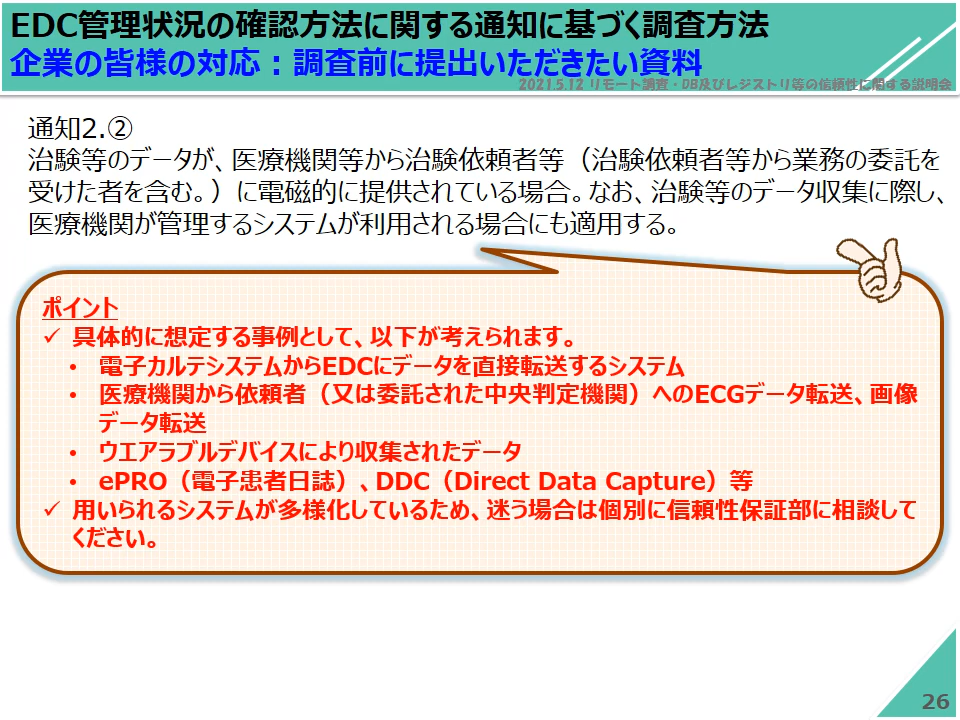 EDC管理状況の確認方法に関する通知に基づく調査方法
企業の皆様の対応：調査前に提出いただきたい資料
2021.5.12 リモート調査・DB及びレジストリ等の信頼性に関する説明会
通知2.②
治験等のデータが、医療機関等から治験依頼者等（治験依頼者等から業務の委託を
受けた者を含む。）に電磁的に提供されている場合。なお、治験等のデータ収集に際し、
医療機関が管理するシステムが利用される場合にも適用する。
ポイント
✓ 具体的に想定する事例として、以下が考えられます。
• 電子カルテシステムからEDCにデータを直接転送するシステム
• 医療機関から依頼者（又は委託された中央判定機関）へのECGデータ転送、画像
データ転送
• ウエアラブルデバイスにより収集されたデータ
• ePRO（電子患者日誌）、DDC（Direct Data Capture）等
✓ 用いられるシステムが多様化しているため、迷う場合は個別に信頼性保証部に相談して
ください。
26